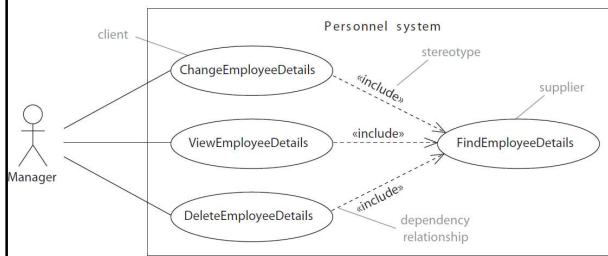 Personnel system
client
stereotype
ChangeEmployeeDetails
«include»
supplier
ViewEmployeeDetails
«include»
FindEmployeeDetails
Manager
DeleteEmployeeDetails
«include»
dependency
relationship